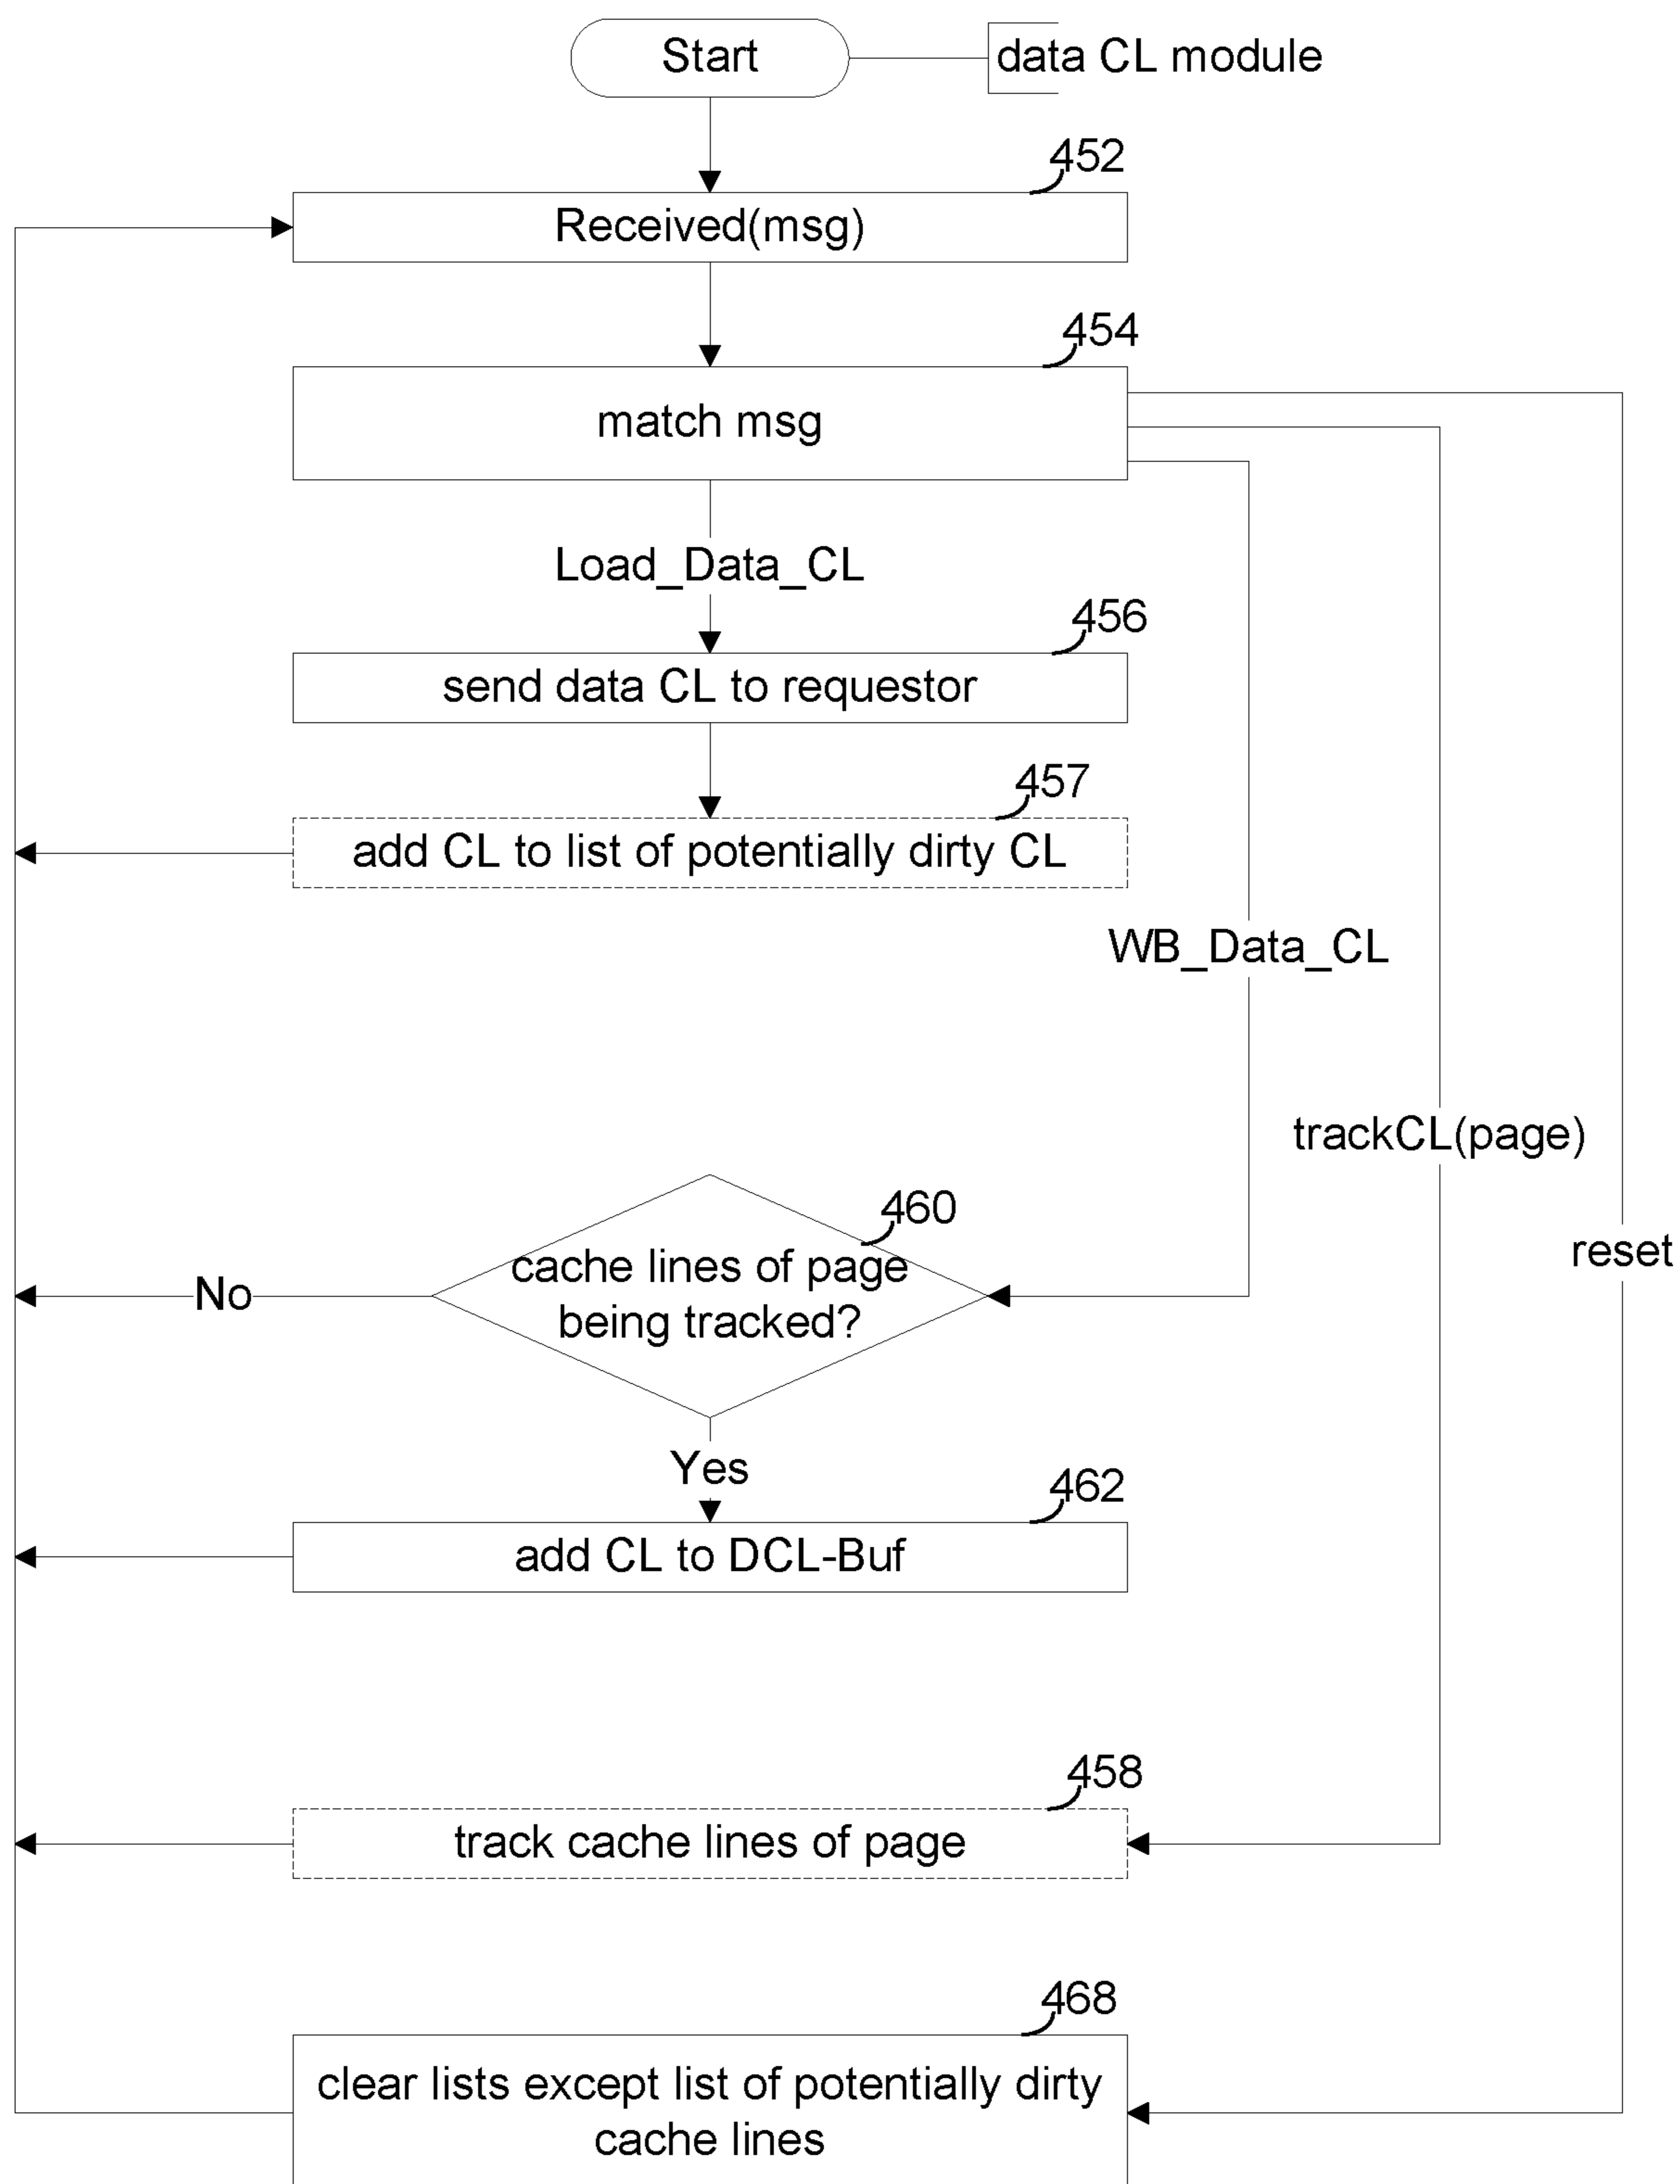 Start
data CL module
452
Received(msg)
454
match msg
Load_Data_CL
456
send data CL to requestor
457
add CL to list of potentially dirty CL
WB_Data_CL
trackCL(page)
460
cache lines of page
being tracked?
reset
No
Yes
462
add CL to DCL-Buf
458
track cache lines of page
468
clear lists except list of potentially dirty
cache lines